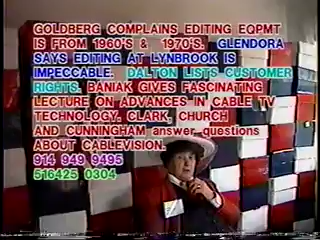 GOLDBERG COMPLAINS EDITING EQPMT
IS FROM 1960'S & 1970'S. GLENDORA
SAYS EDITING AT LYNBROOK IS
IMPECCABLE. DALTON LISTS CUSTOMER
RIGHTS. BANIAK GIVES FASCINATING
LECTURE ON ADVANCES IN CABLE TV
TECHNOLOGY, CLARK, CHURCH
AND CUNNINGHAM answer questions
ABOUT CABLEVISION.
914 949 9495
516425 0304